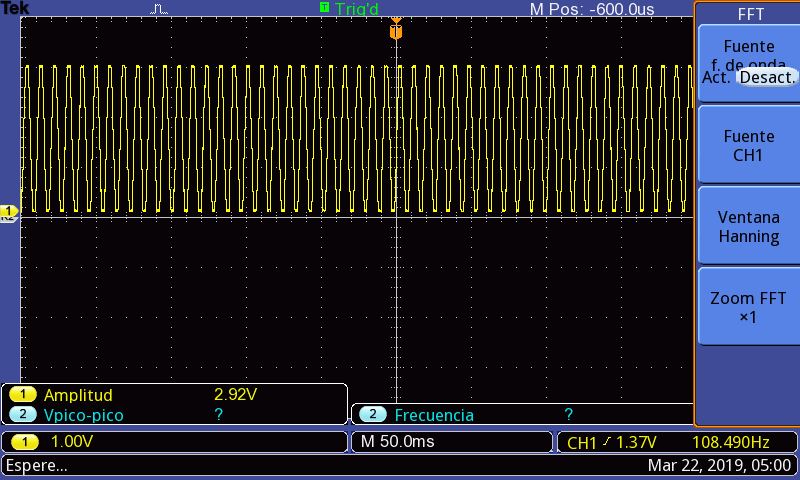 Tek
T Trig'd
M Pos: -600.0us
FFT
T
Fuente
f. de onda
Act. Desact.
Fuente
CH1
Ventana
Hanning
Zoom FFT
×1
1
1 Amplitud 2.92V
2 Vpico-pico ?
2 Frecuencia ?
1 1.00V
M 50.0ms
CH1 1.37V 108.490Hz
Espere...
Mar 22, 2019, 05:00